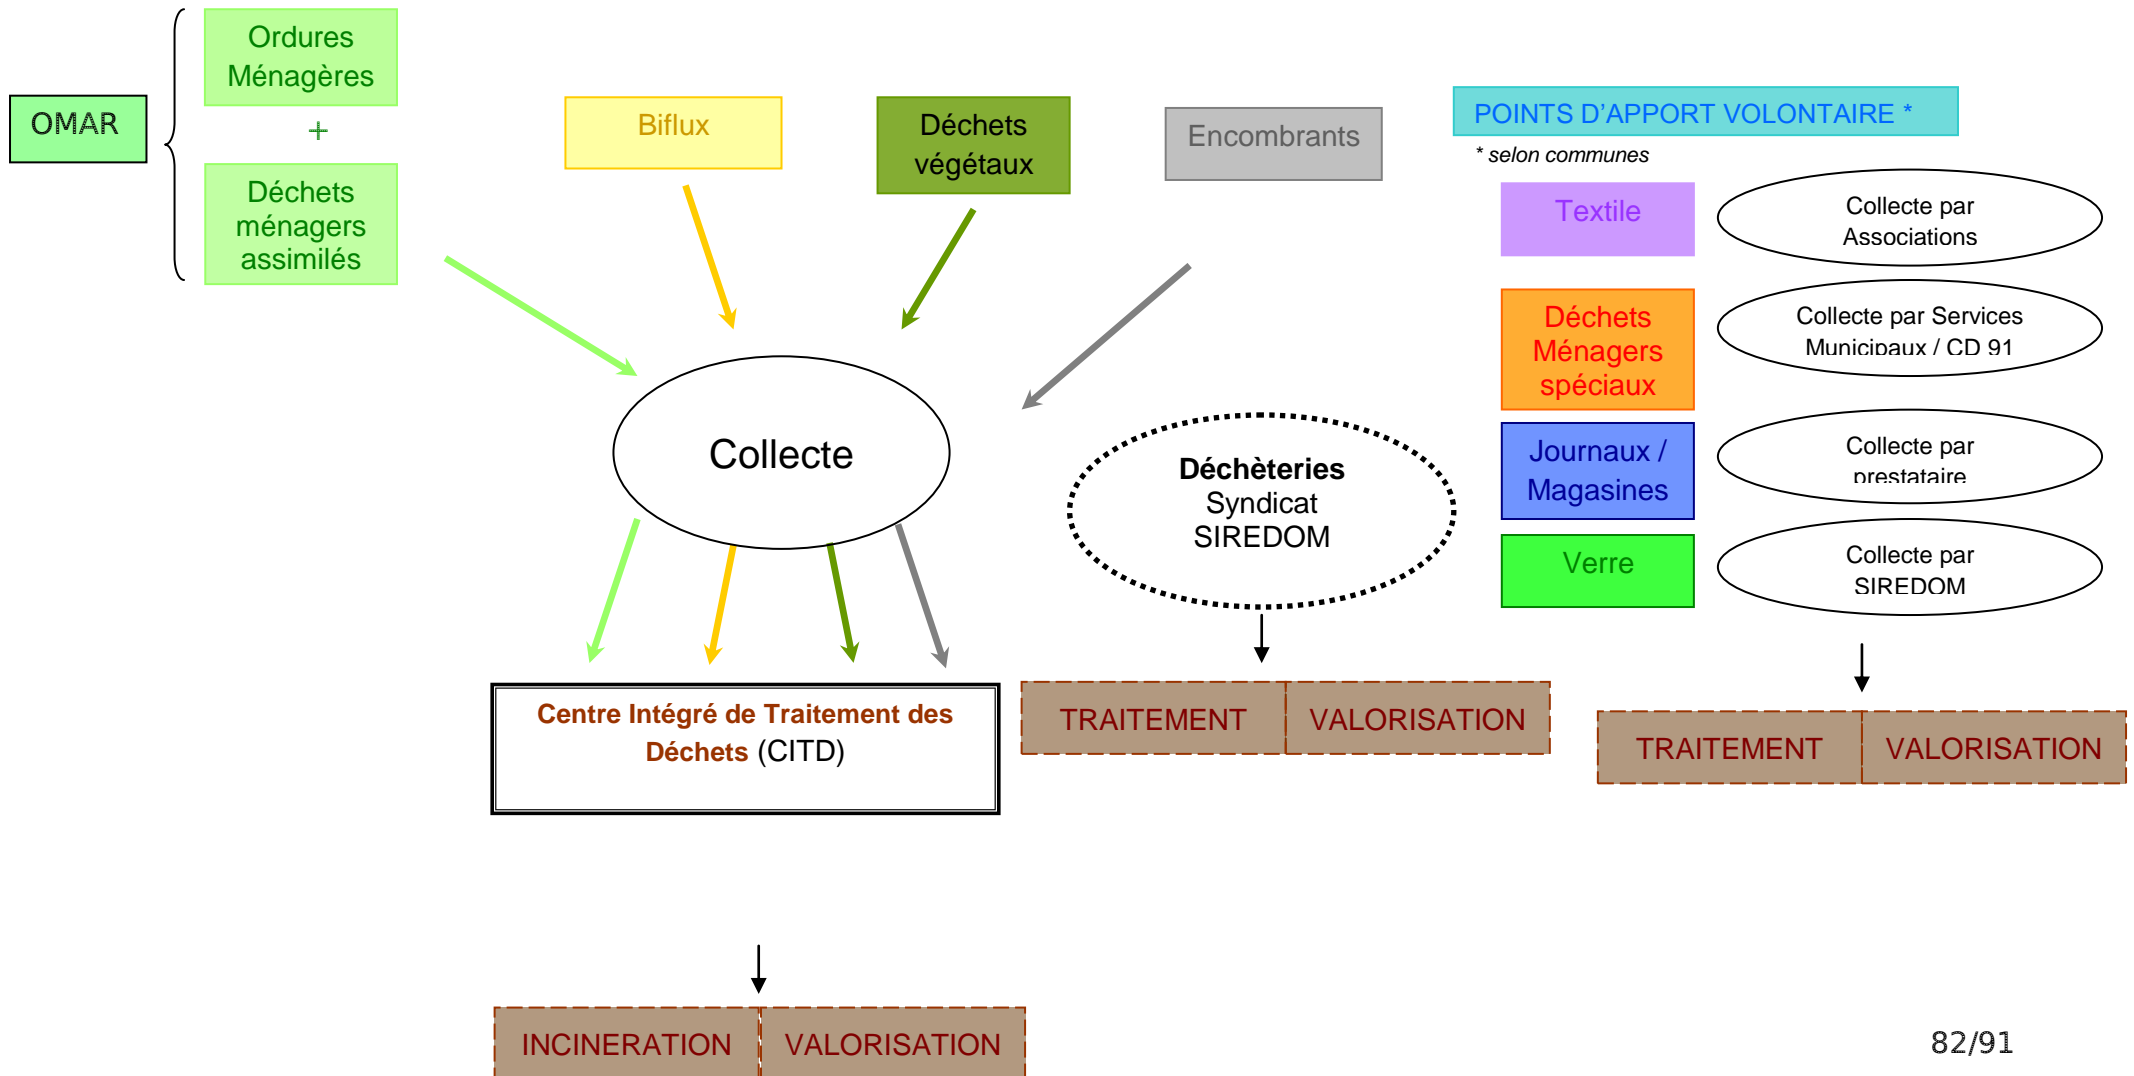 OMAR
Ordures
Ménagères
+
Déchets
ménagers
assimilés
Biflux
Déchets
végétaux
Encombrants
POINTS D'APPORT VOLONTAIRE *
* selon communes
Textile
Collecte par
Associations
Déchets
Ménagers
spéciaux
Collecte par Services
Municipaux / CD 91
Journaux /
Magasines
Collecte par
prestataire
Verre
Collecte par
SIREDOM
Collecte
Déchèteries
Syndicat
SIREDOM
Centre Intégré de Traitement des
Déchets (CITD)
TRAITEMENT
VALORISATION
TRAITEMENT
VALORISATION
INCINERATION
VALORISATION
82/91